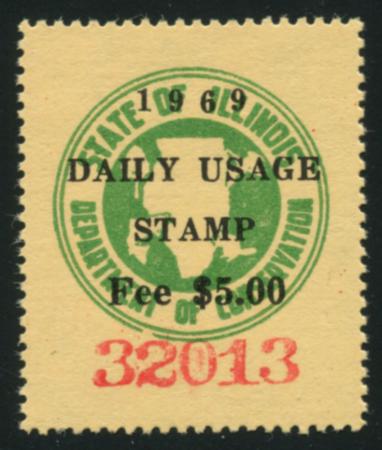 STATE OF ILLINOIS
1969
DAILY USAGE
STAMP
Fee $5.00
DEPARTMENT OF CONSERVATION
32013